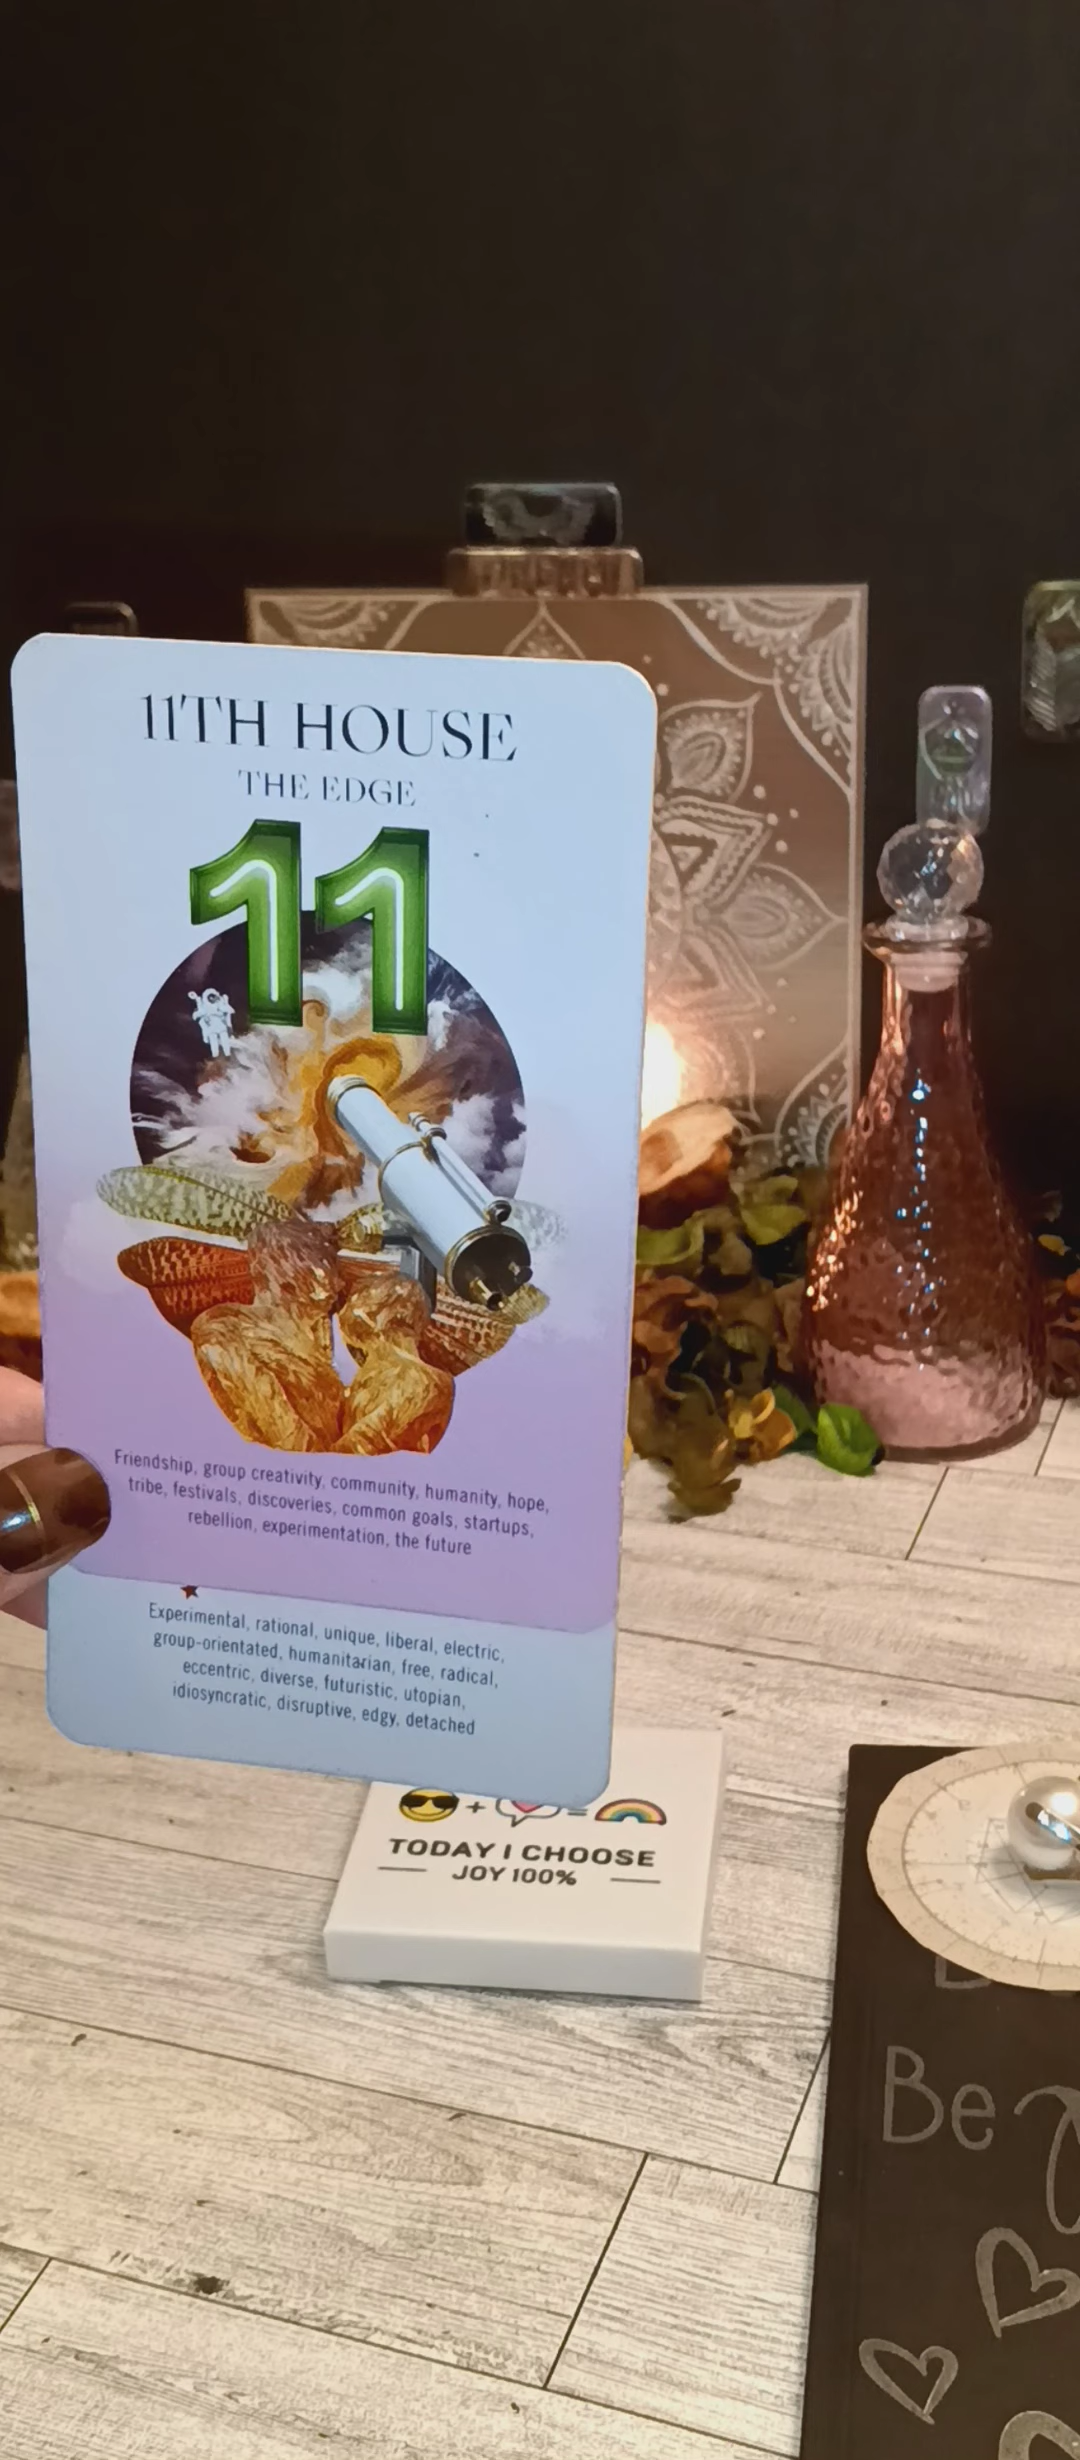 11TH HOUSE
THE EDGE
11
Friendship, group creativity, community, humanity, hope,
tribe, festivals, discoveries, common goals, startups,
rebellion, experimentation, the future
Experimental, rational, unique, liberal, electric,
group-orientated, humanitarian, free, radical,
eccentric, diverse, futuristic, utopian,
idiosyncratic, disruptive, edgy, detached
😎 + = 🌈
TODAY I CHOOSE
JOY 100%
Be